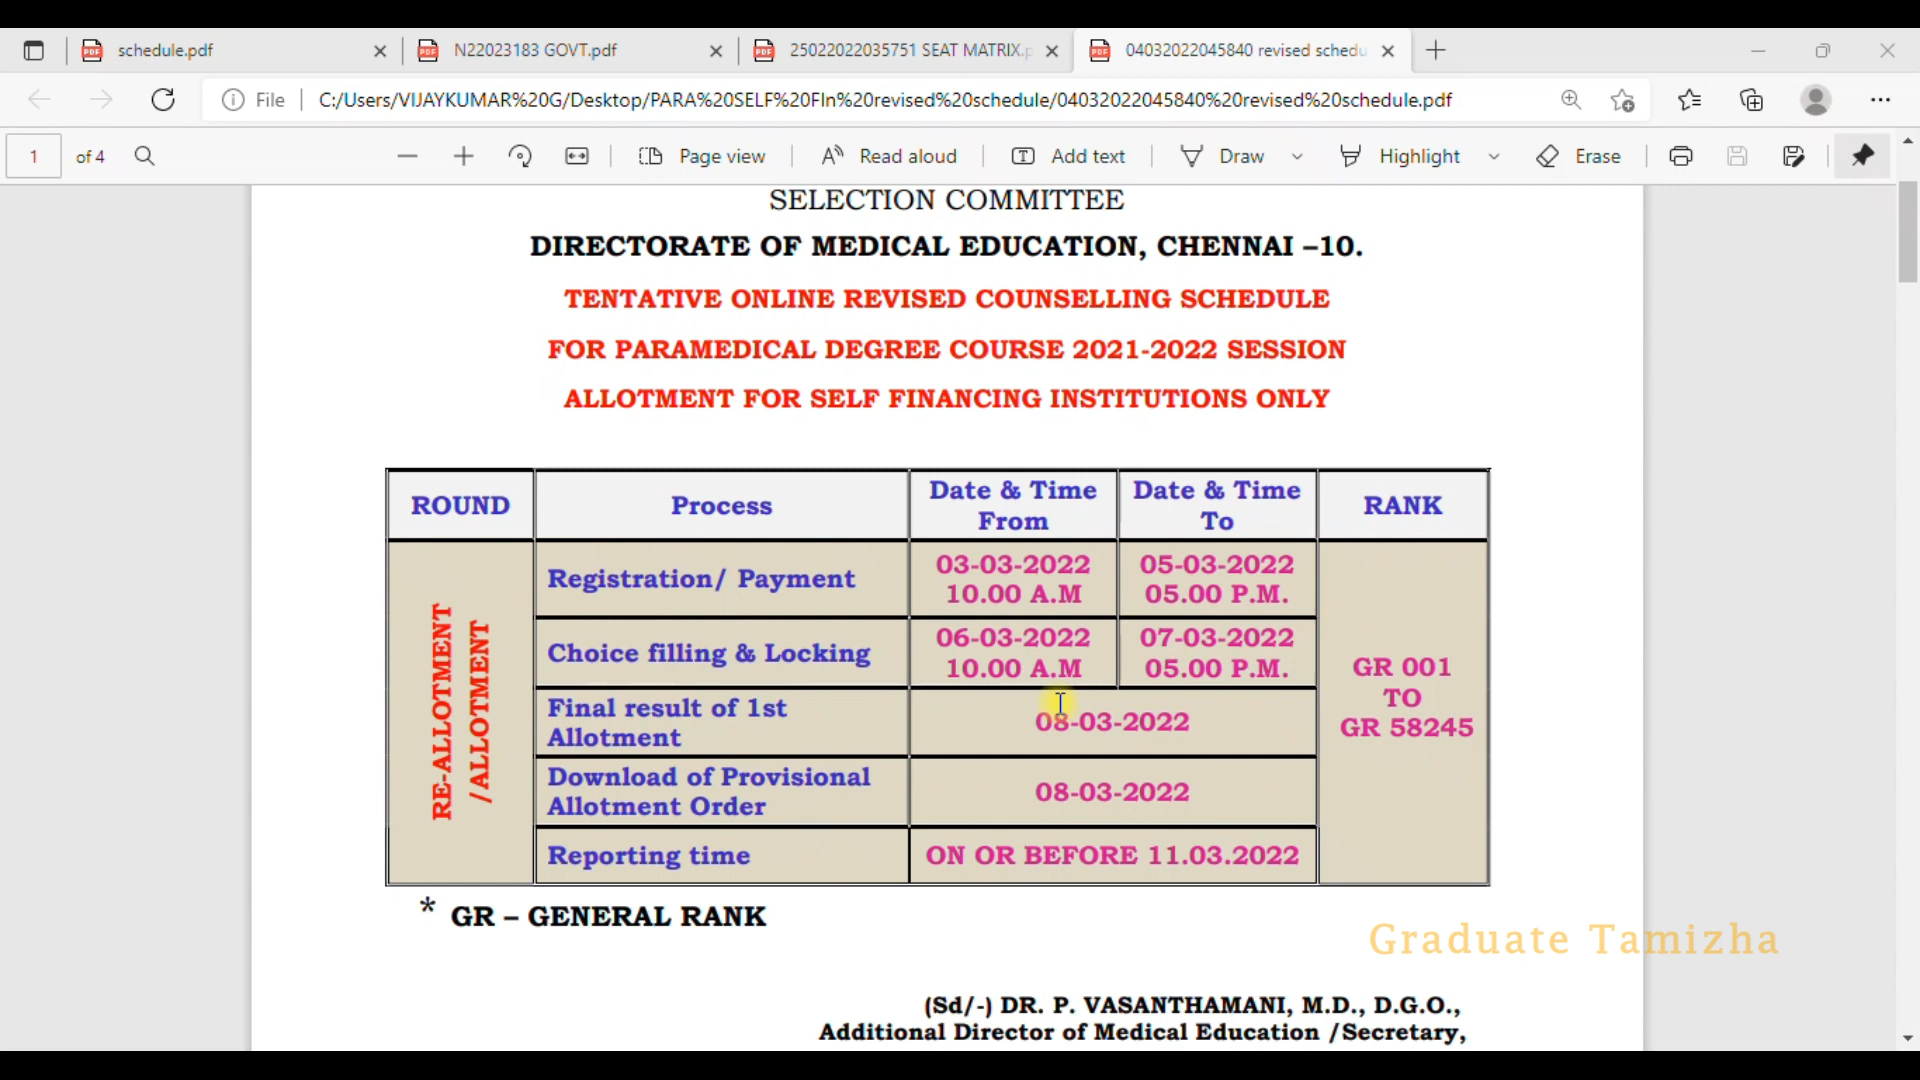 schedule.pdf
N22023183 GOVT.pdf
25022022035751 SEAT MATRIX.p
04032022045840 revised schedu
File
C:/Users/VIJAYKUMAR%20G/Desktop/PARA%20SELF%20FIn%20revised%20schedule/04032022045840%20revised%20schedule.pdf
1 of 4
Page view
Read aloud
Add text
Draw
Highlight
Erase
SELECTION COMMITTEE
DIRECTORATE OF MEDICAL EDUCATION, CHENNAI –10.
TENTATIVE ONLINE REVISED COUNSELLING SCHEDULE
FOR PARAMEDICAL DEGREE COURSE 2021-2022 SESSION
ALLOTMENT FOR SELF FINANCING INSTITUTIONS ONLY
ROUND
Process
Date & Time
From
Date & Time
To
RANK
RE-ALLOTMENT
/ALLOTMENT
Registration/ Payment
03-03-2022
10.00 A.M
05-03-2022
05.00 P.M.
Choice filling & Locking
06-03-2022
10.00 A.M
07-03-2022
05.00 P.M.
Final result of 1st
Allotment
08-03-2022
Download of Provisional
Allotment Order
08-03-2022
Reporting time
ON OR BEFORE 11.03.2022
GR 001
TO
GR 58245
* GR – GENERAL RANK
Graduate Tamizha
(Sd/-) DR. P. VASANTHAMANI, M.D., D.G.O.,
Additional Director of Medical Education /Secretary,